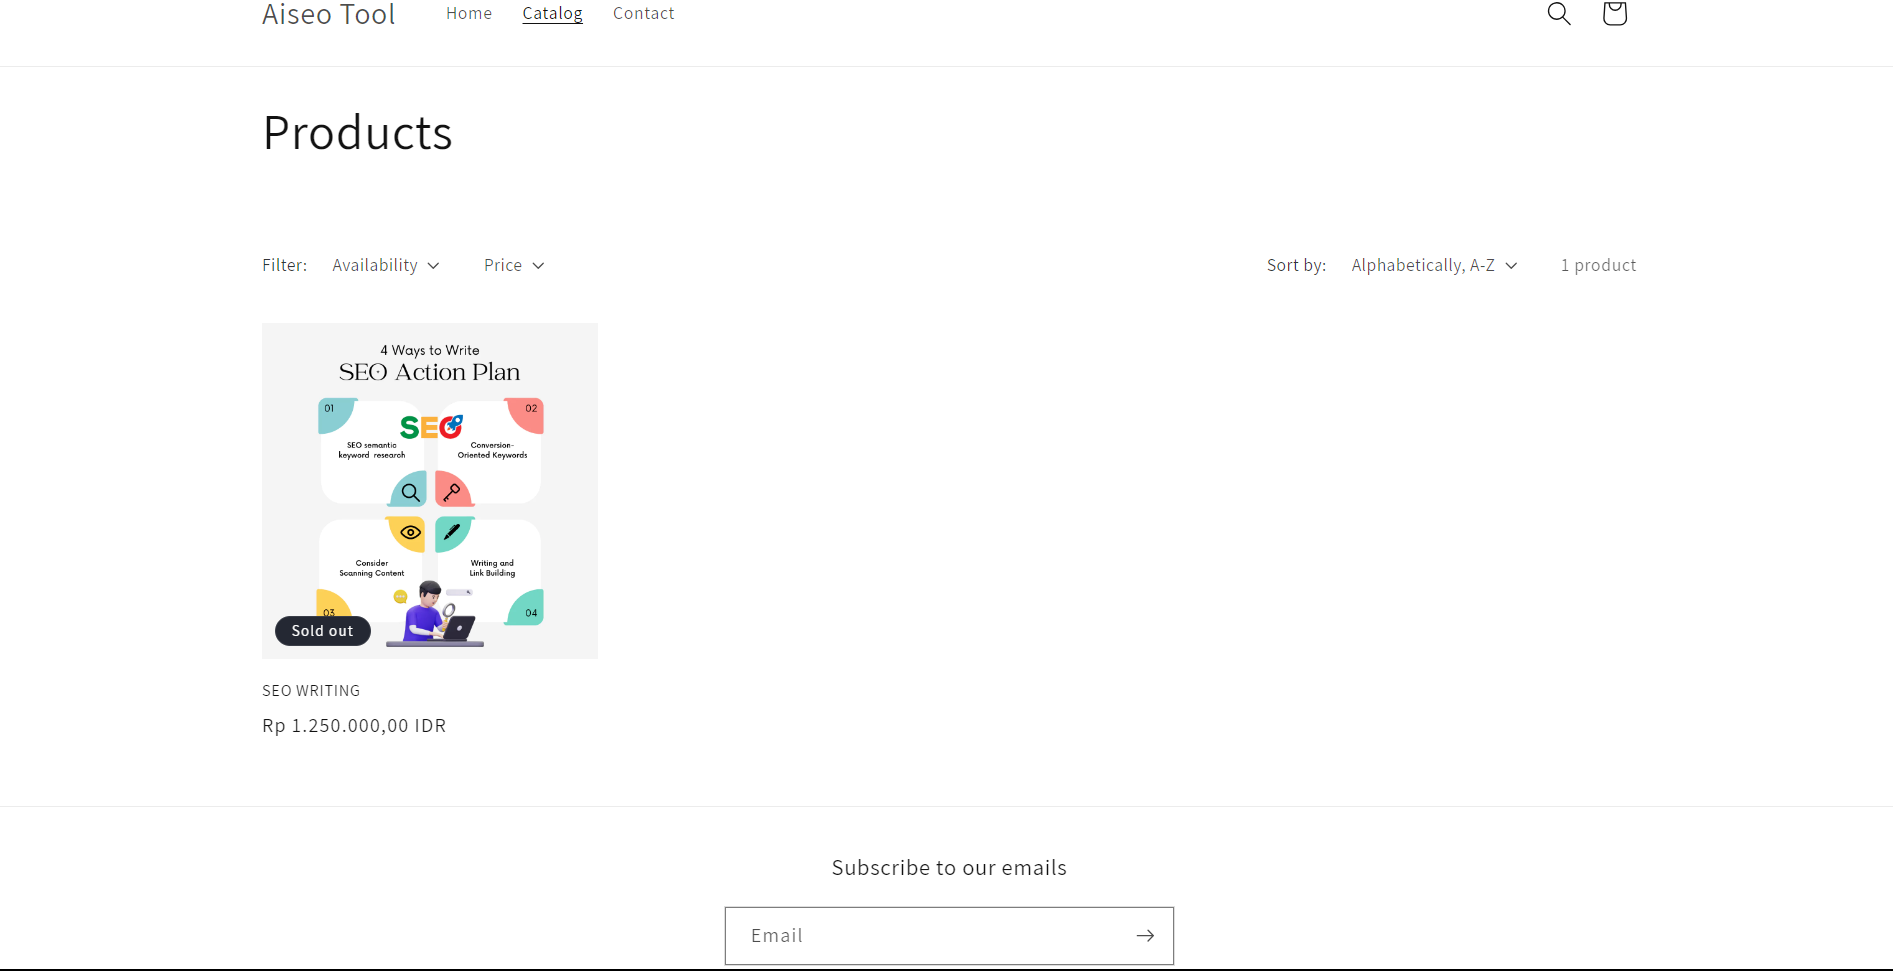 Aiseo Tool
Home Catalog Contact
Products
Filter: Availability Price
Sort by: Alphabetically, A-Z 1 product
4 Ways to Write
SEO Action Plan
01
SEO
02
SEO semantic
keyword research
Conversion-
Oriented Keywords
Consider
Scanning Content
Writing and
Link Building
03
04
Sold out
SEO WRITING
Rp 1.250.000,00 IDR
Subscribe to our emails
Email